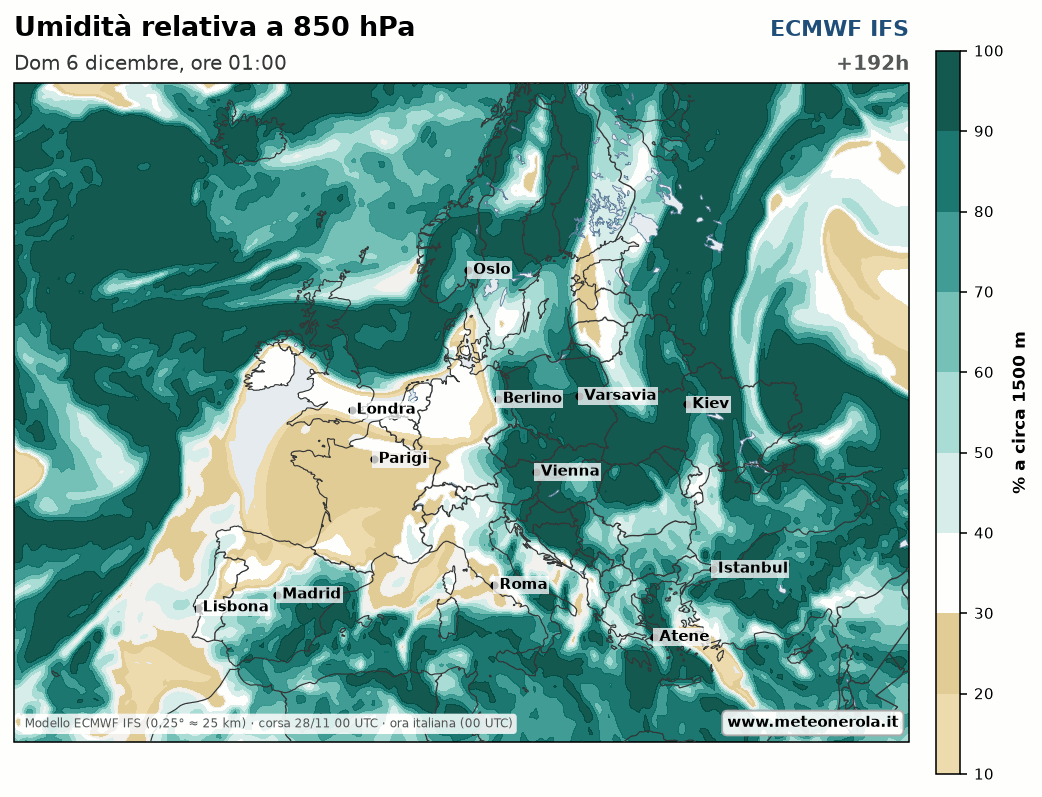 Umidità relativa a 850 hPa
ECMWF IFS
Dom 6 dicembre, ore 01:00
+192h
100
90
80
70
60
50
40
30
20
10
% a circa 1500 m
Oslo
Berlino
Varsavia
Kiev
Londra
Parigi
Vienna
Istanbul
Roma
Madrid
Lisbona
Atene
Modello ECMWF IFS (0,25° ≈ 25 km) · corsa 28/11 00 UTC · ora italiana (00 UTC)
www.meteonerola.it